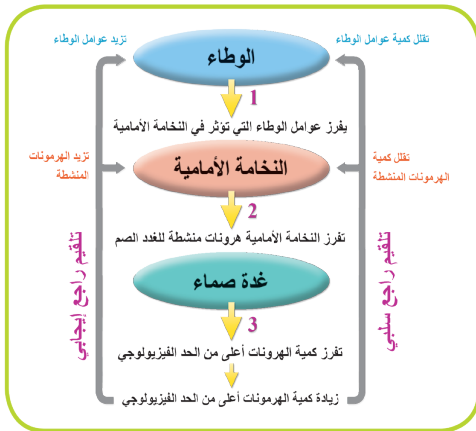 تقلل كمية عوامل الوطاء
تزيد عوامل الوطاء
الوطاء
1
يفرز عوامل الوطاء التي تؤثر في النخامة الأمامية
تقلل كمية
الهرمونات المنشطة
تزيد الهرمونات
المنشطة
النخامة الأمامية
2
تفرز النخامة الأمامية هرونات منشطة للغدد الصم
غدة صماء
3
تفرز كمية الهرونات أعلى من الحد الفيزيولوجي
زيادة كمية الهرمونات أعلى من الحد الفيزيولوجي
تلقيم راجع سلبي
تلقيم راجع إيجابي